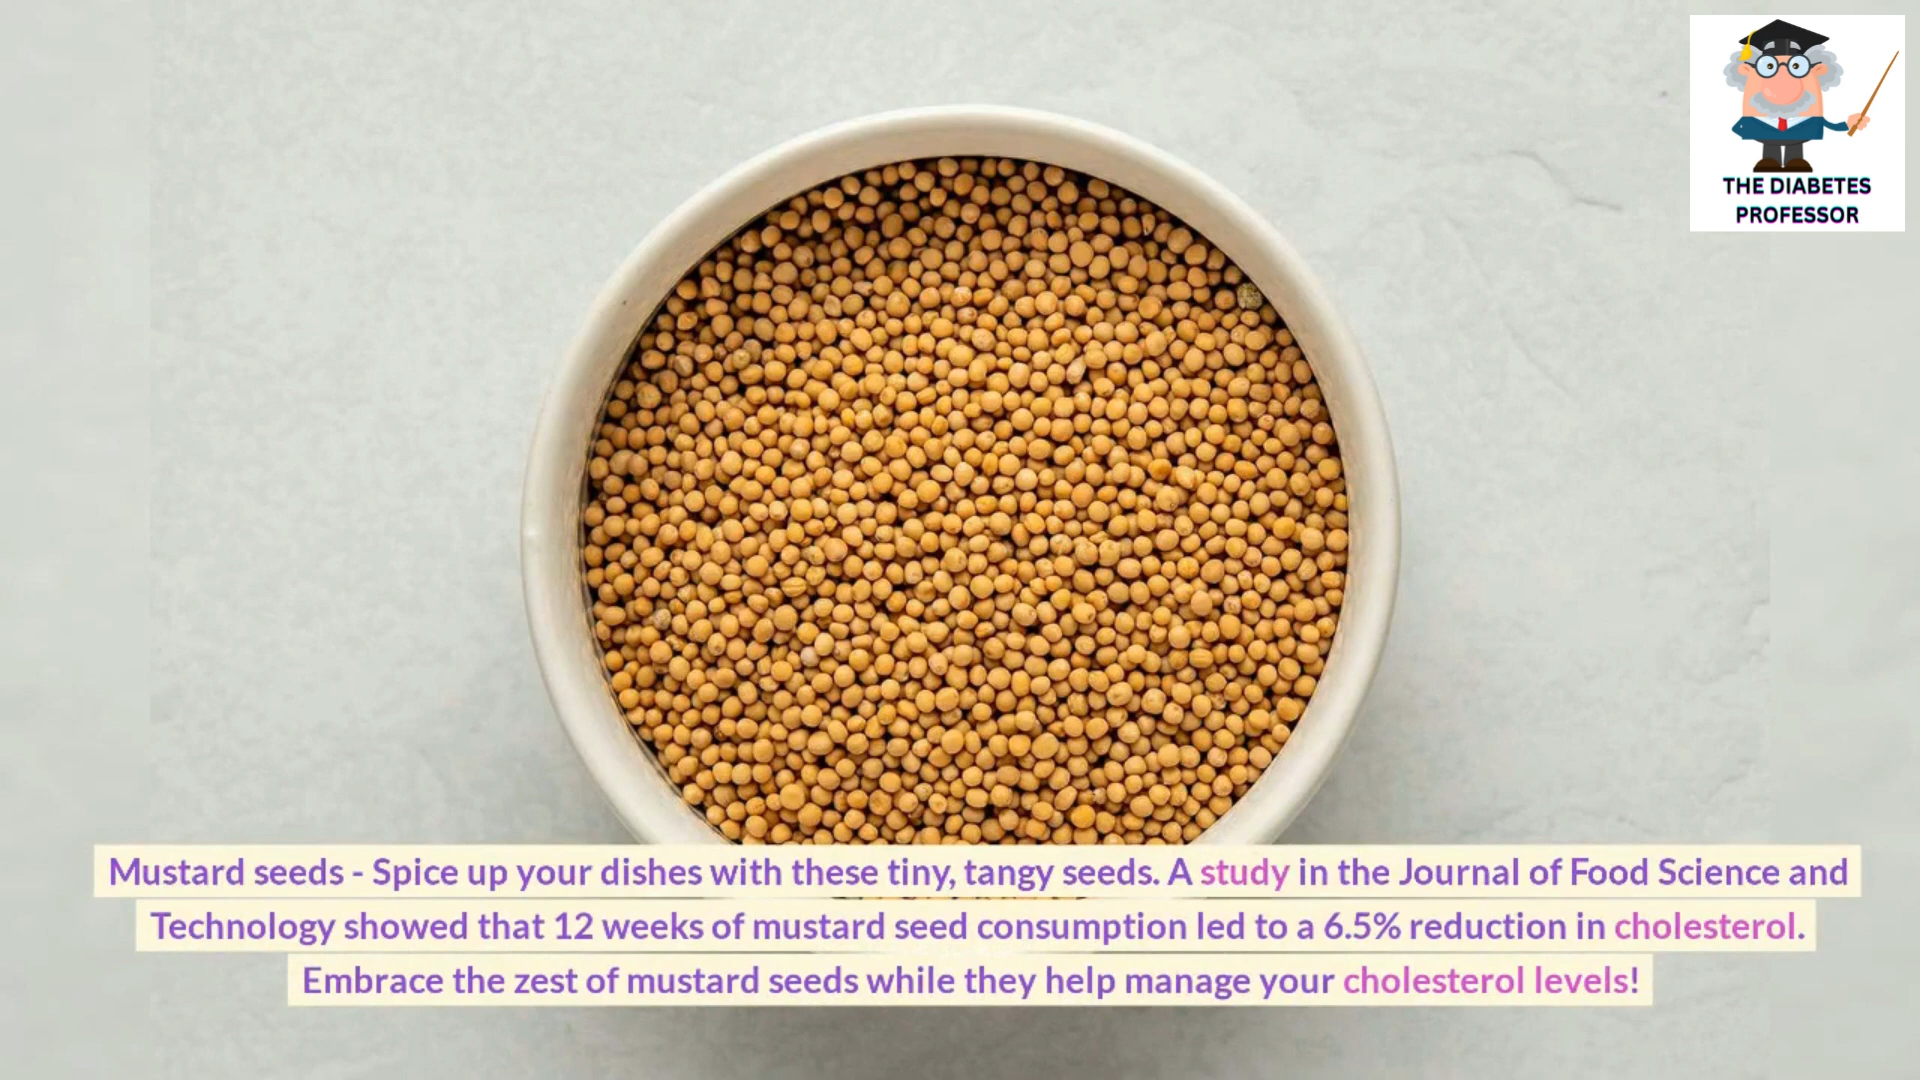 THE DIABETES
PROFESSOR
Mustard seeds - Spice up your dishes with these tiny, tangy seeds. A study in the Journal of Food Science and
Technology showed that 12 weeks of mustard seed consumption led to a 6.5% reduction in cholesterol.
Embrace the zest of mustard seeds while they help manage your cholesterol levels!